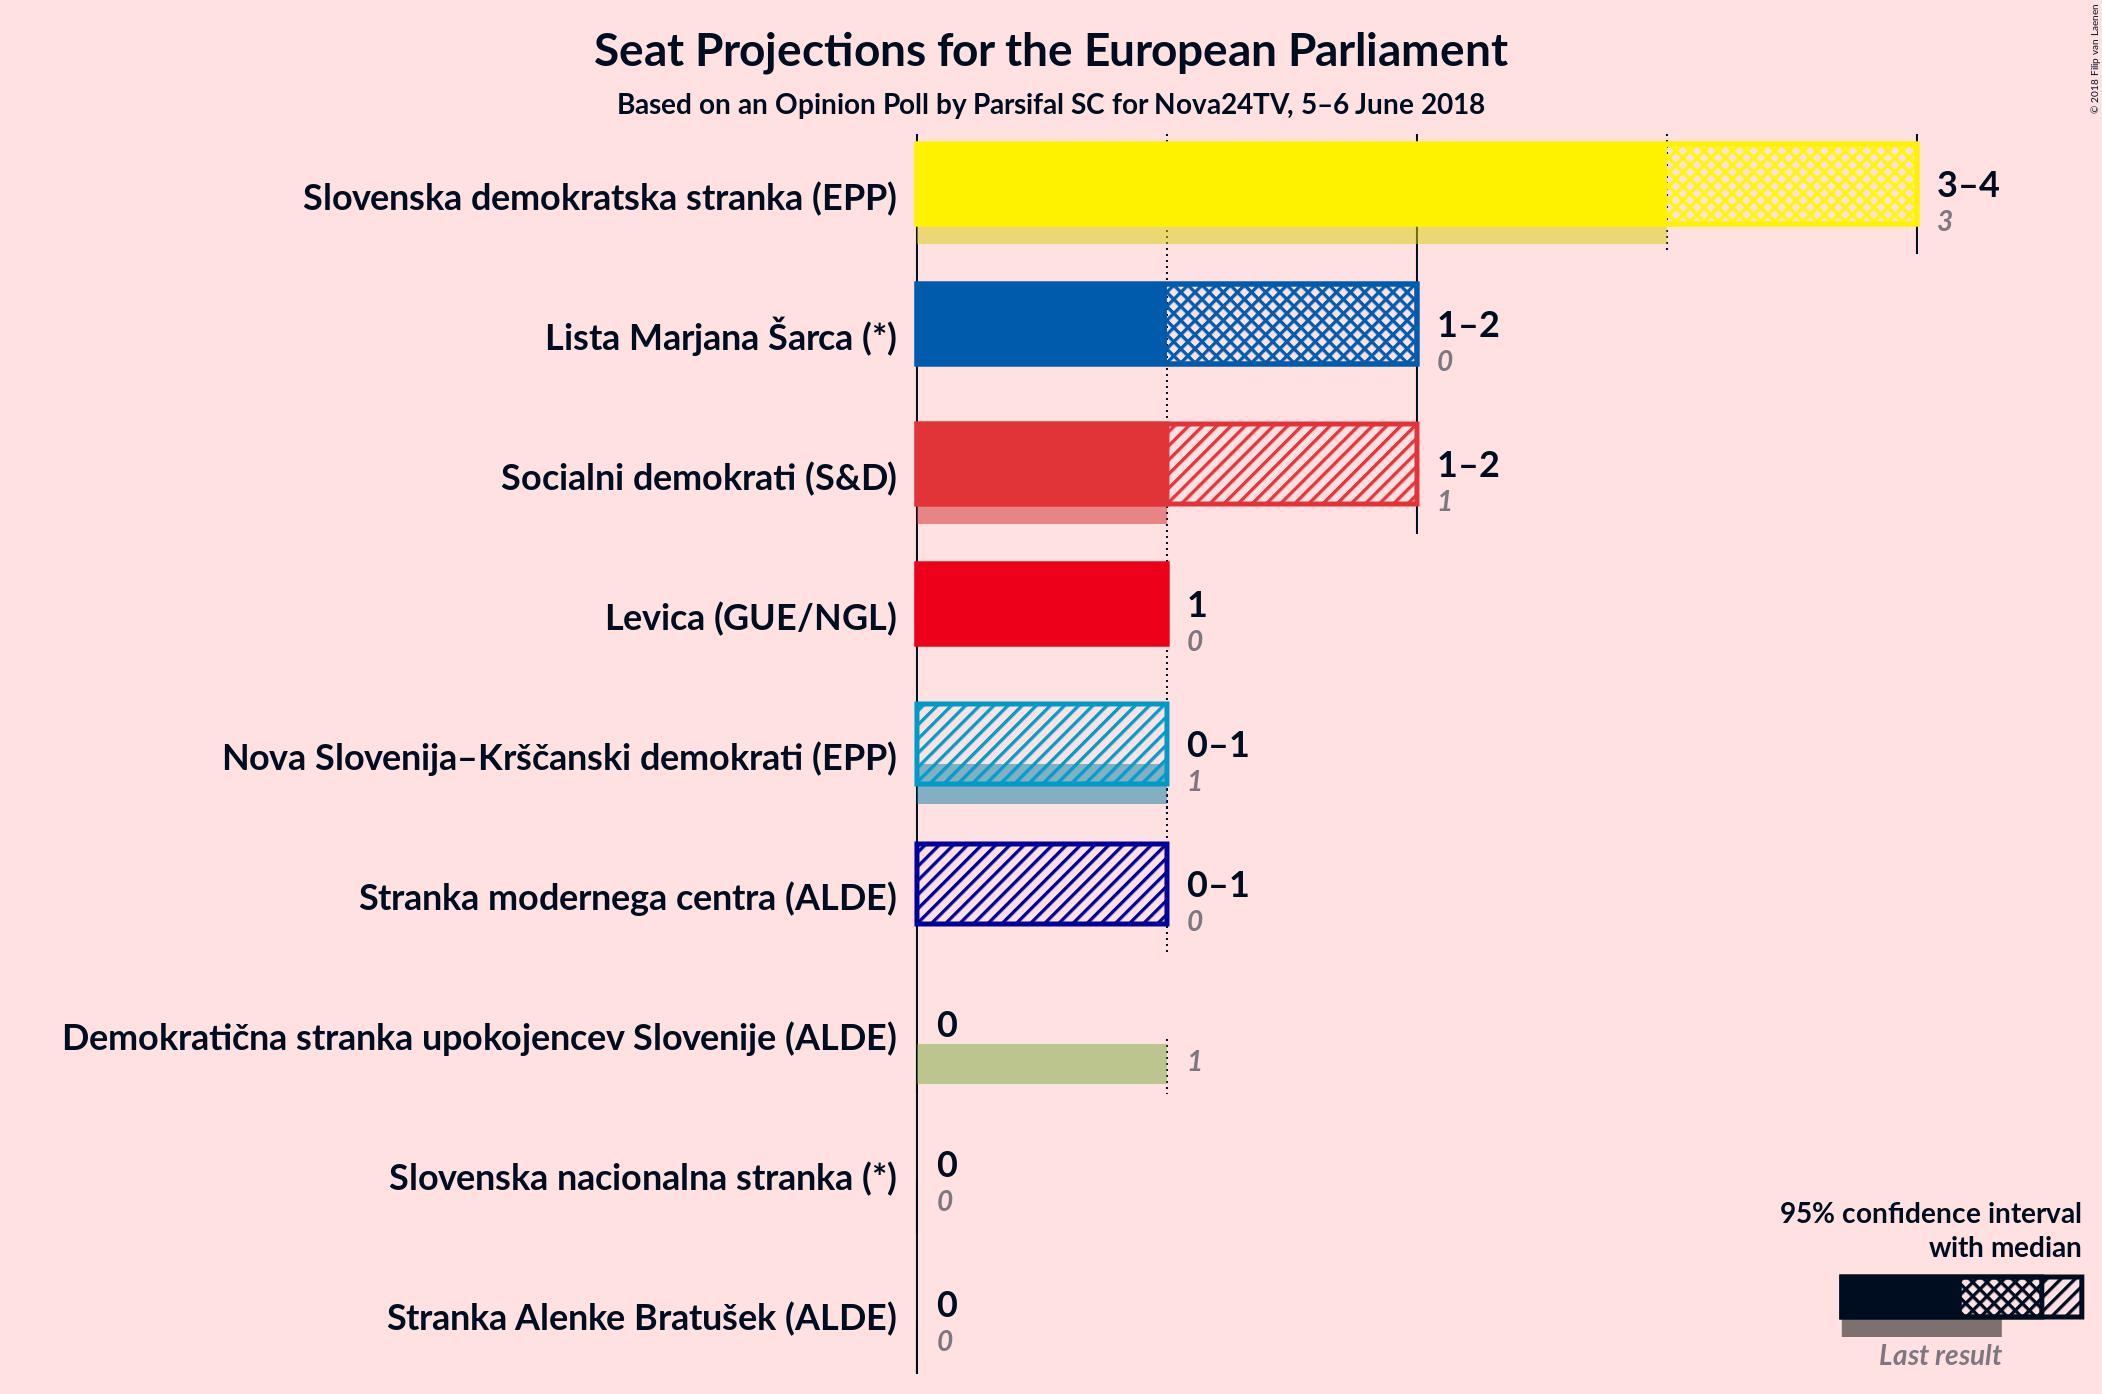 Seat Projections for the European Parliament
Based on an Opinion Poll by Parsifal SC for Nova24TV, 5–6 June 2018
© 2018 Filip van Laenen
Slovenska demokratska stranka (EPP)
3–4
3
Lista Marjana Šarca (*)
1–2
0
Socialni demokrati (S&D)
1–2
1
Levica (GUE/NGL)
1
0
Nova Slovenija–Krščanski demokrati (EPP)
0–1
1
Stranka modernega centra (ALDE)
0–1
0
Demokratična stranka upokojencev Slovenije (ALDE)
0
1
Slovenska nacionalna stranka (*)
0
0
Stranka Alenke Bratušek (ALDE)
0
0
95% confidence interval
with median
Last result